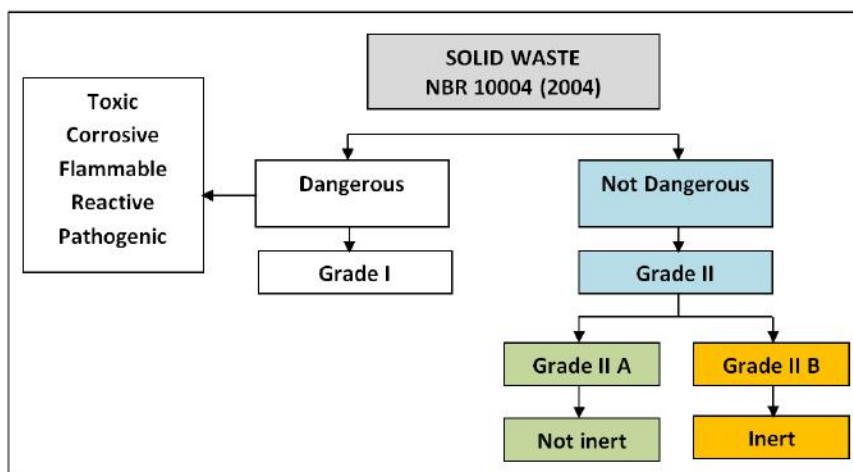 SOLID WASTE
NBR 10004 (2004)
Toxic
Corrosive
Flammable
Reactive
Pathogenic
Dangerous
Not Dangerous
Grade I
Grade II
Grade II A
Grade II B
Not inert
Inert